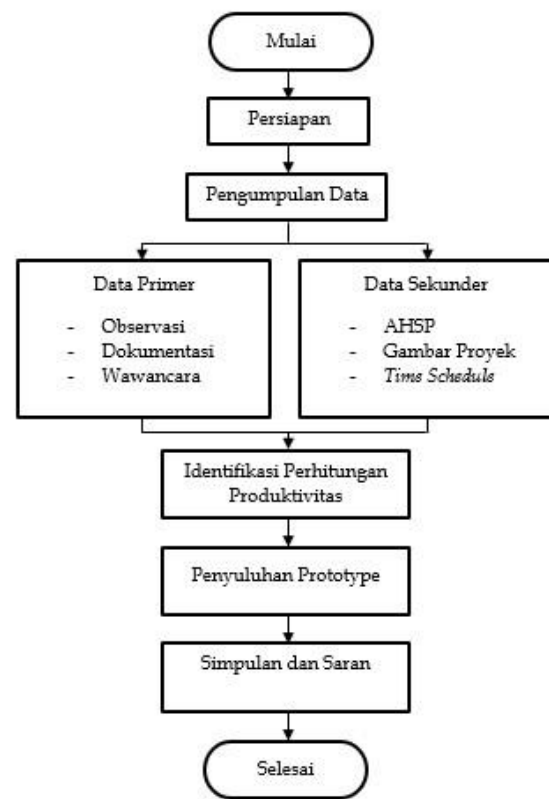 Mulai
Persiapan
Pengumpulan Data
Data Primer
- Observasi
- Dokumentasi
- Wawancara
Data Sekunder
- AHSP
- Gambar Proyek
- Time Schedule
Identifikasi Perhitungan
Produktivitas
Penyuluhan Prototype
Simpulan dan Saran
Selesai